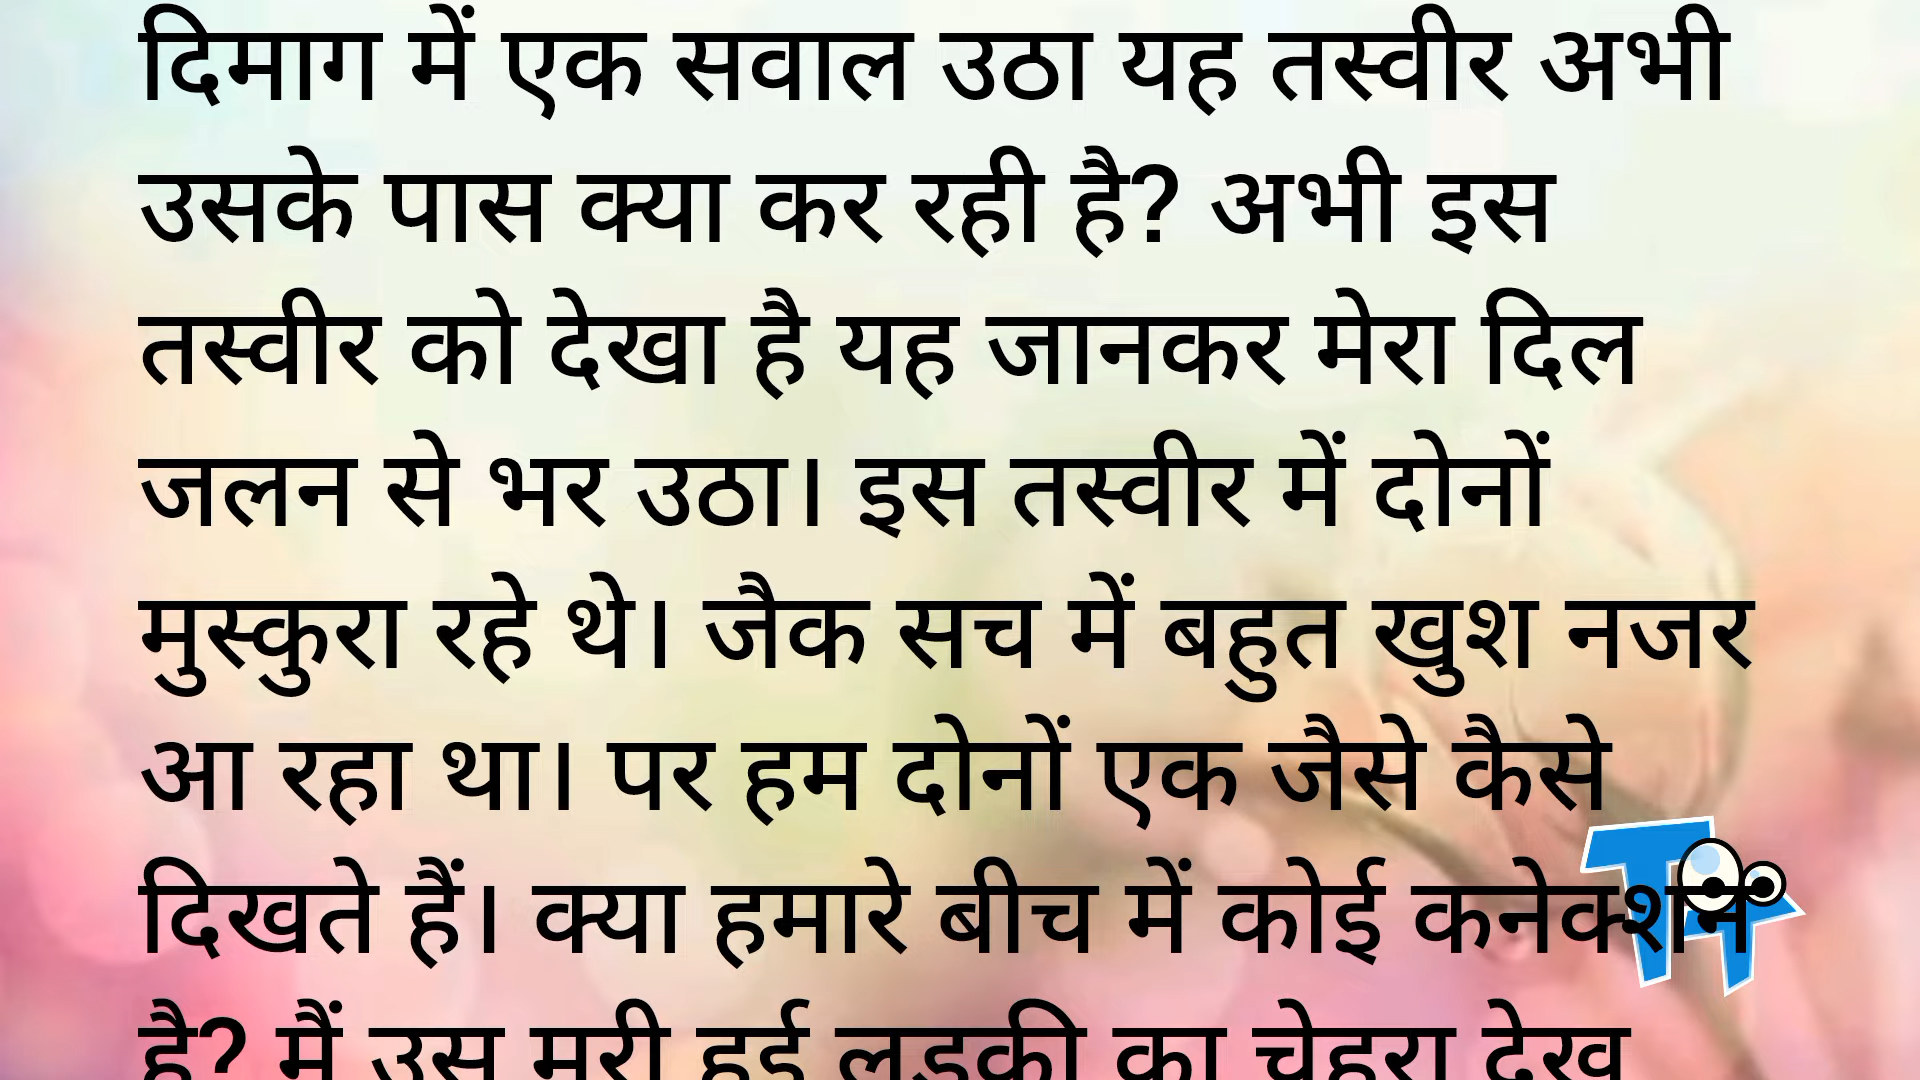 दिमाग में एक सवाल उठा यह तस्वीर अभी
उसके पास क्या कर रही है? अभी इस
तस्वीर को देखा है यह जानकर मेरा दिल
जलन से भर उठा। इस तस्वीर में दोनों
मुस्कुरा रहे थे। जैक सच में बहुत खुश नजर
आ रहा था। पर हम दोनों एक जैसे कैसे
दिखते हैं। क्या हमारे बीच में कोई कनेक्शन
है? मैं उस मरी हुई लड़की का चेहरा देख